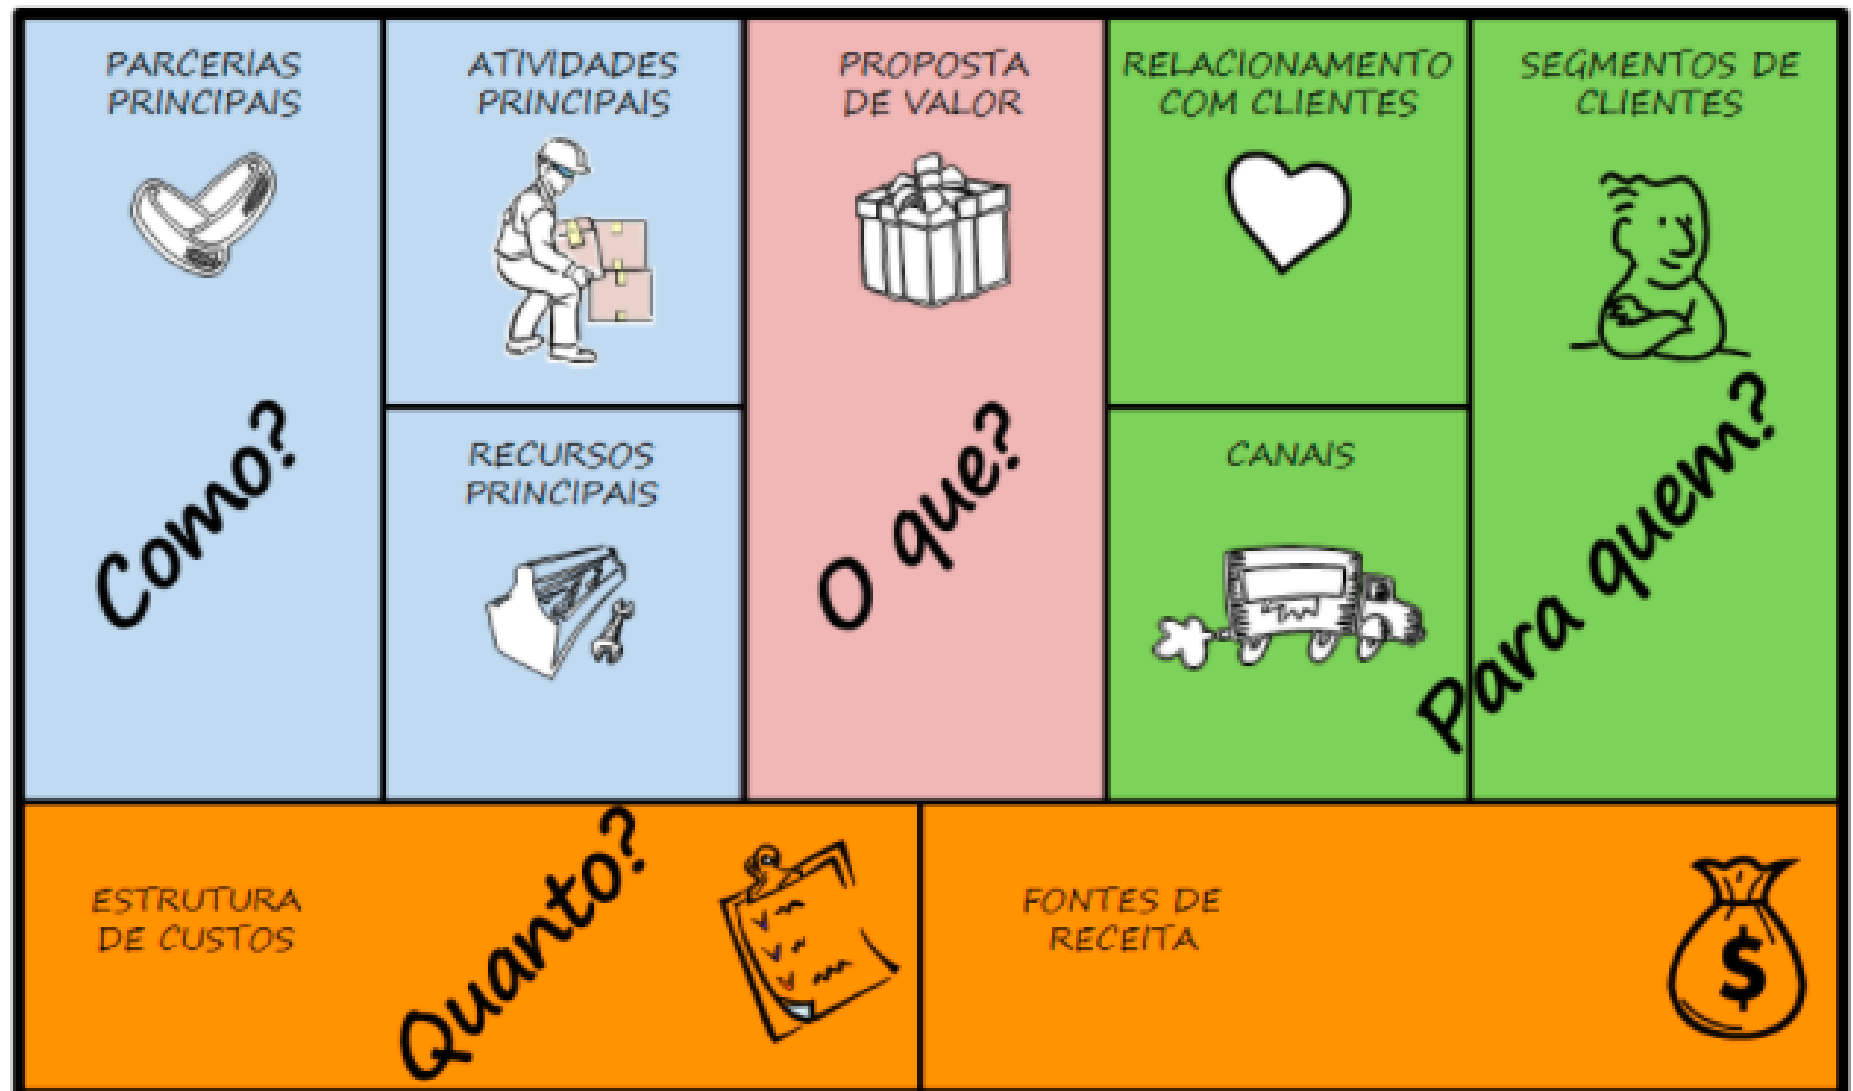 PARCERIAS
PRINCIPAIS
ATIVIDADES
PRINCIPAIS
PROPOSTA
DE VALOR
RELACIONAMENTO
COM CLIENTES
SEGMENTOS DE
CLIENTES
Como?
RECURSOS
PRINCIPAIS
O que?
CANAIS
Para quem?
ESTRUTURA
DE CUSTOS
Quanto?
FONTES DE
RECEITA
$